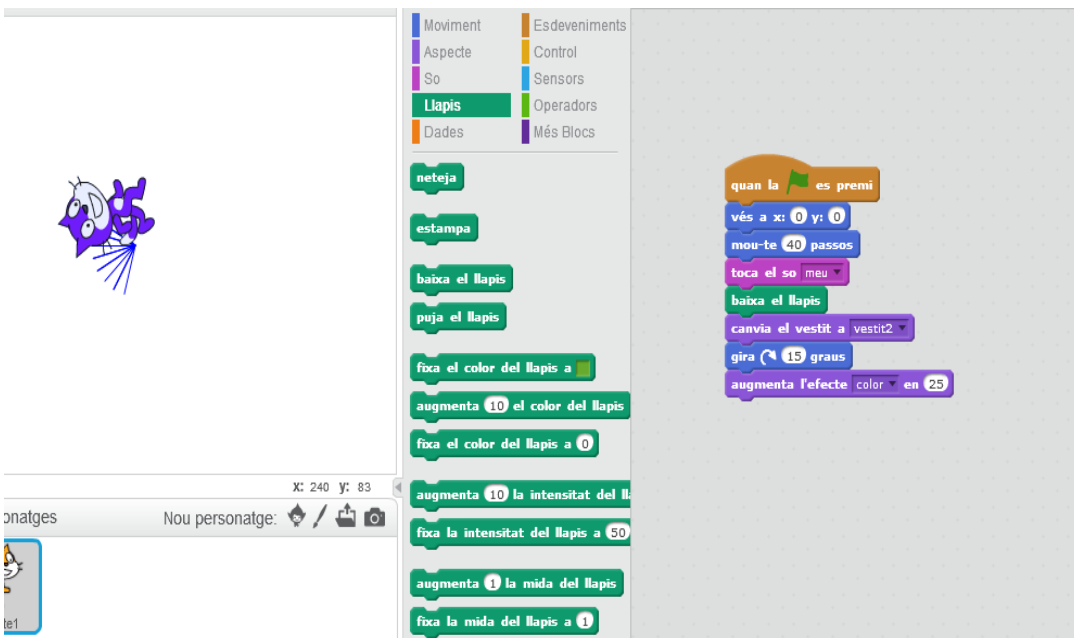 Moviment
Esdeveniments
Aspecte
Control
So
Sensors
Llapis
Operadors
Dades
Més Blocs
neteja
estampa
baixa el llapis
puja el llapis
fixa el color del llapis a
augmenta 10 el color del llapis
fixa el color del llapis a 0
augmenta 10 la intensitat del
fixa la intensitat del llapis a 50
augmenta 1 la mida del llapis
fixa la mida del llapis a 1
quan la es premi
vés a x: 0 y: 0
mou-te 40 passos
toca el so meu
baixa el llapis
canvia el vestit a vestit2
gira 15 graus
augmenta l'efecte color en 25
x: 240 y: 83
onatges
Nou personatge:
te1